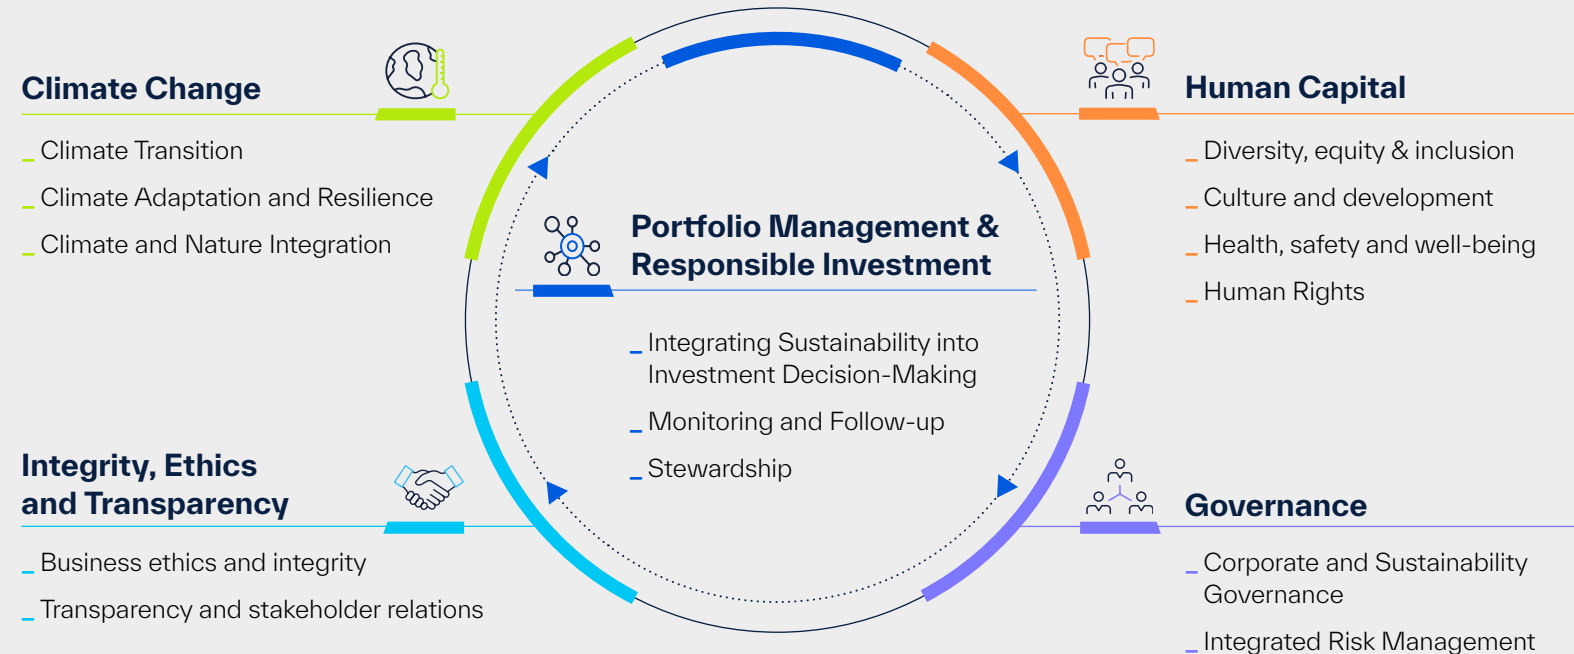 Climate Change
_ Climate Transition
_ Climate Adaptation and Resilience
_ Climate and Nature Integration
Human Capital
_ Diversity, equity & inclusion
_ Culture and development
_ Health, safety and well-being
_ Human Rights
Portfolio Management &
Responsible Investment
_ Integrating Sustainability into
Investment Decision-Making
_ Monitoring and Follow-up
_ Stewardship
Integrity, Ethics
and Transparency
_ Business ethics and integrity
_ Transparency and stakeholder relations
Governance
_ Corporate and Sustainability
Governance
_ Integrated Risk Management